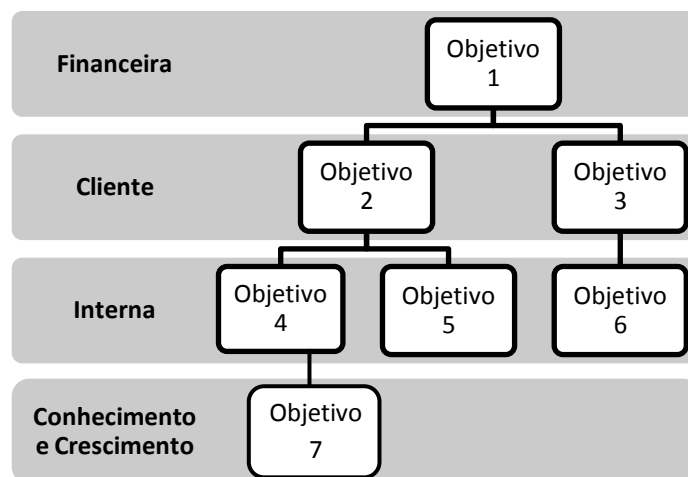 Financeira
Objetivo
1
Cliente
Objetivo
2
Objetivo
3
Interna
Objetivo
4
Objetivo
5
Objetivo
6
Conhecimento
e Crescimento
Objetivo
7